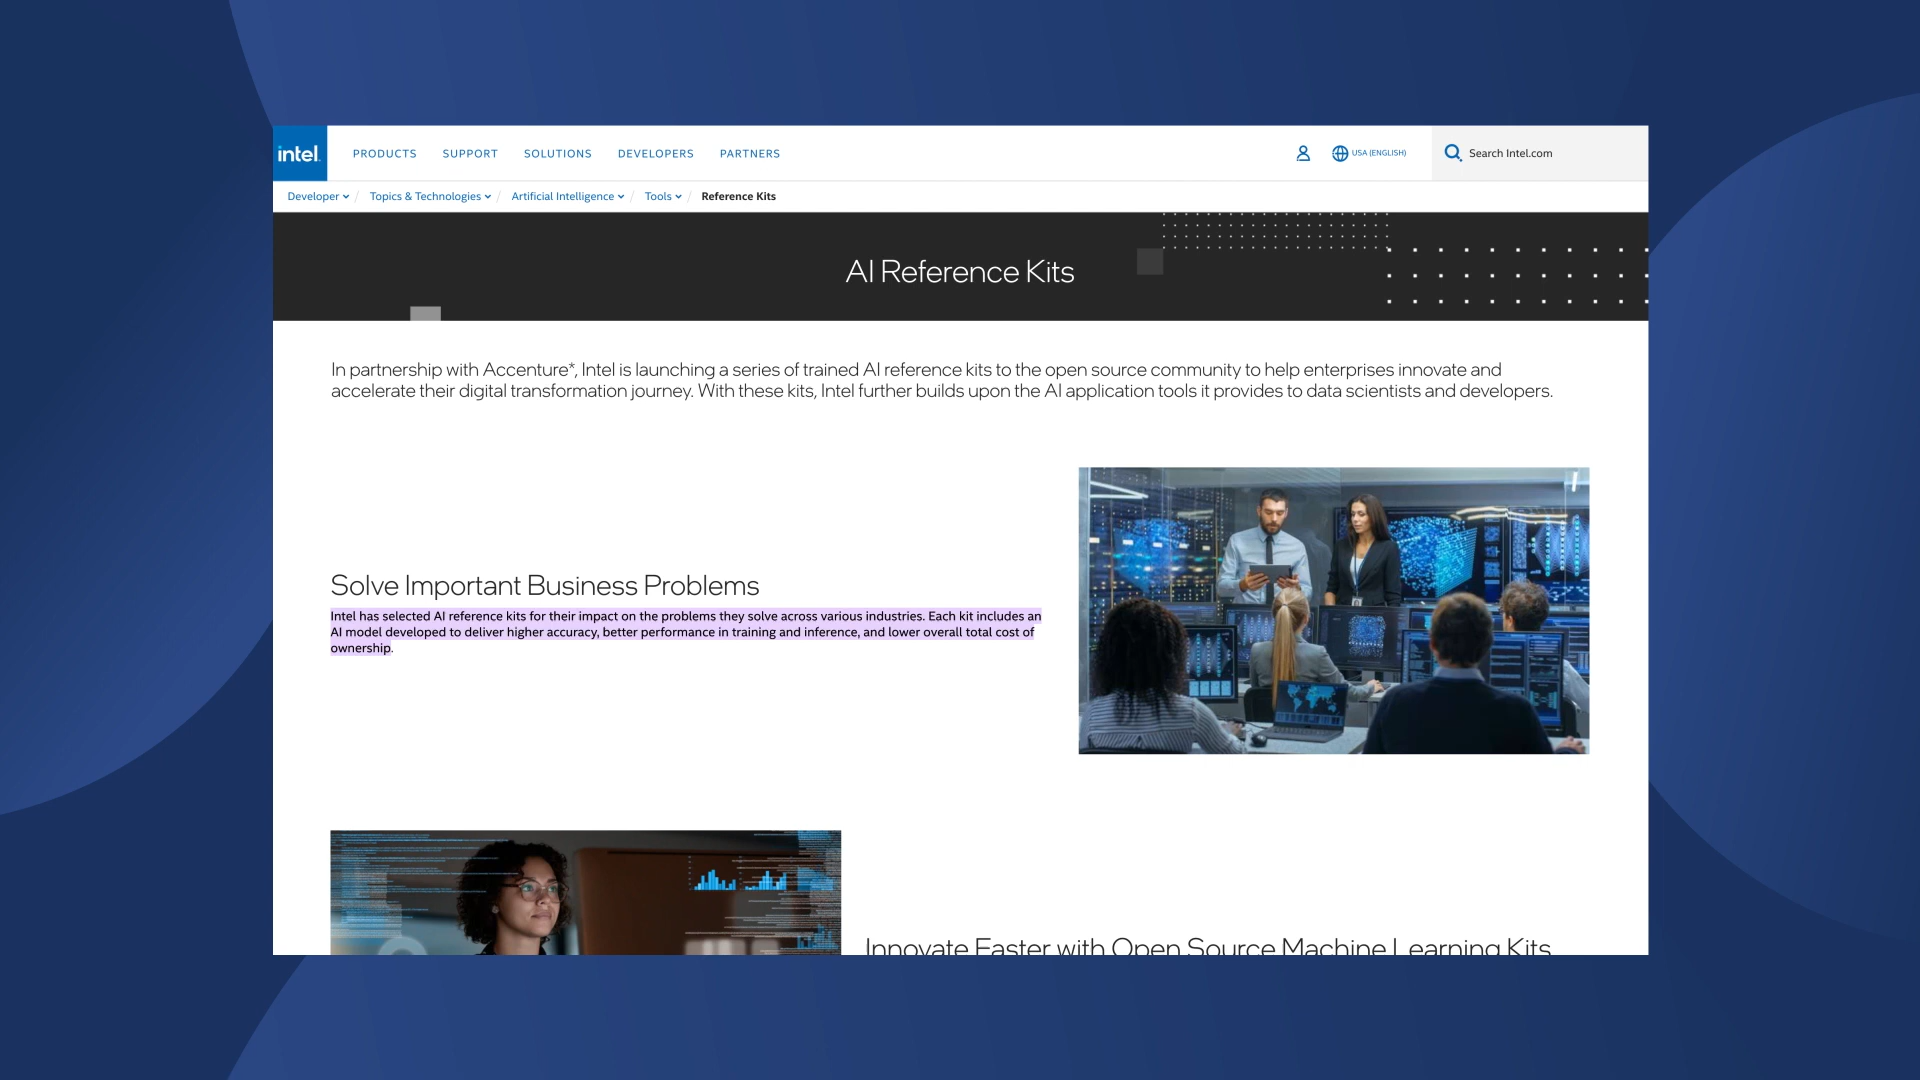 intel.
PRODUCTS SUPPORT SOLUTIONS DEVELOPERS PARTNERS
USA (ENGLISH)
Search Intel.com
Developer / Topics & Technologies / Artificial Intelligence / Tools / Reference Kits
AI Reference Kits
In partnership with Accenture*, Intel is launching a series of trained AI reference kits to the open source community to help enterprises innovate and
accelerate their digital transformation journey. With these kits, Intel further builds upon the AI application tools it provides to data scientists and developers.
Solve Important Business Problems
Intel has selected AI reference kits for their impact on the problems they solve across various industries. Each kit includes an
AI model developed to deliver higher accuracy, better performance in training and inference, and lower overall total cost of
ownership.
Innovate Faster with Open Source Machine Learning Kits